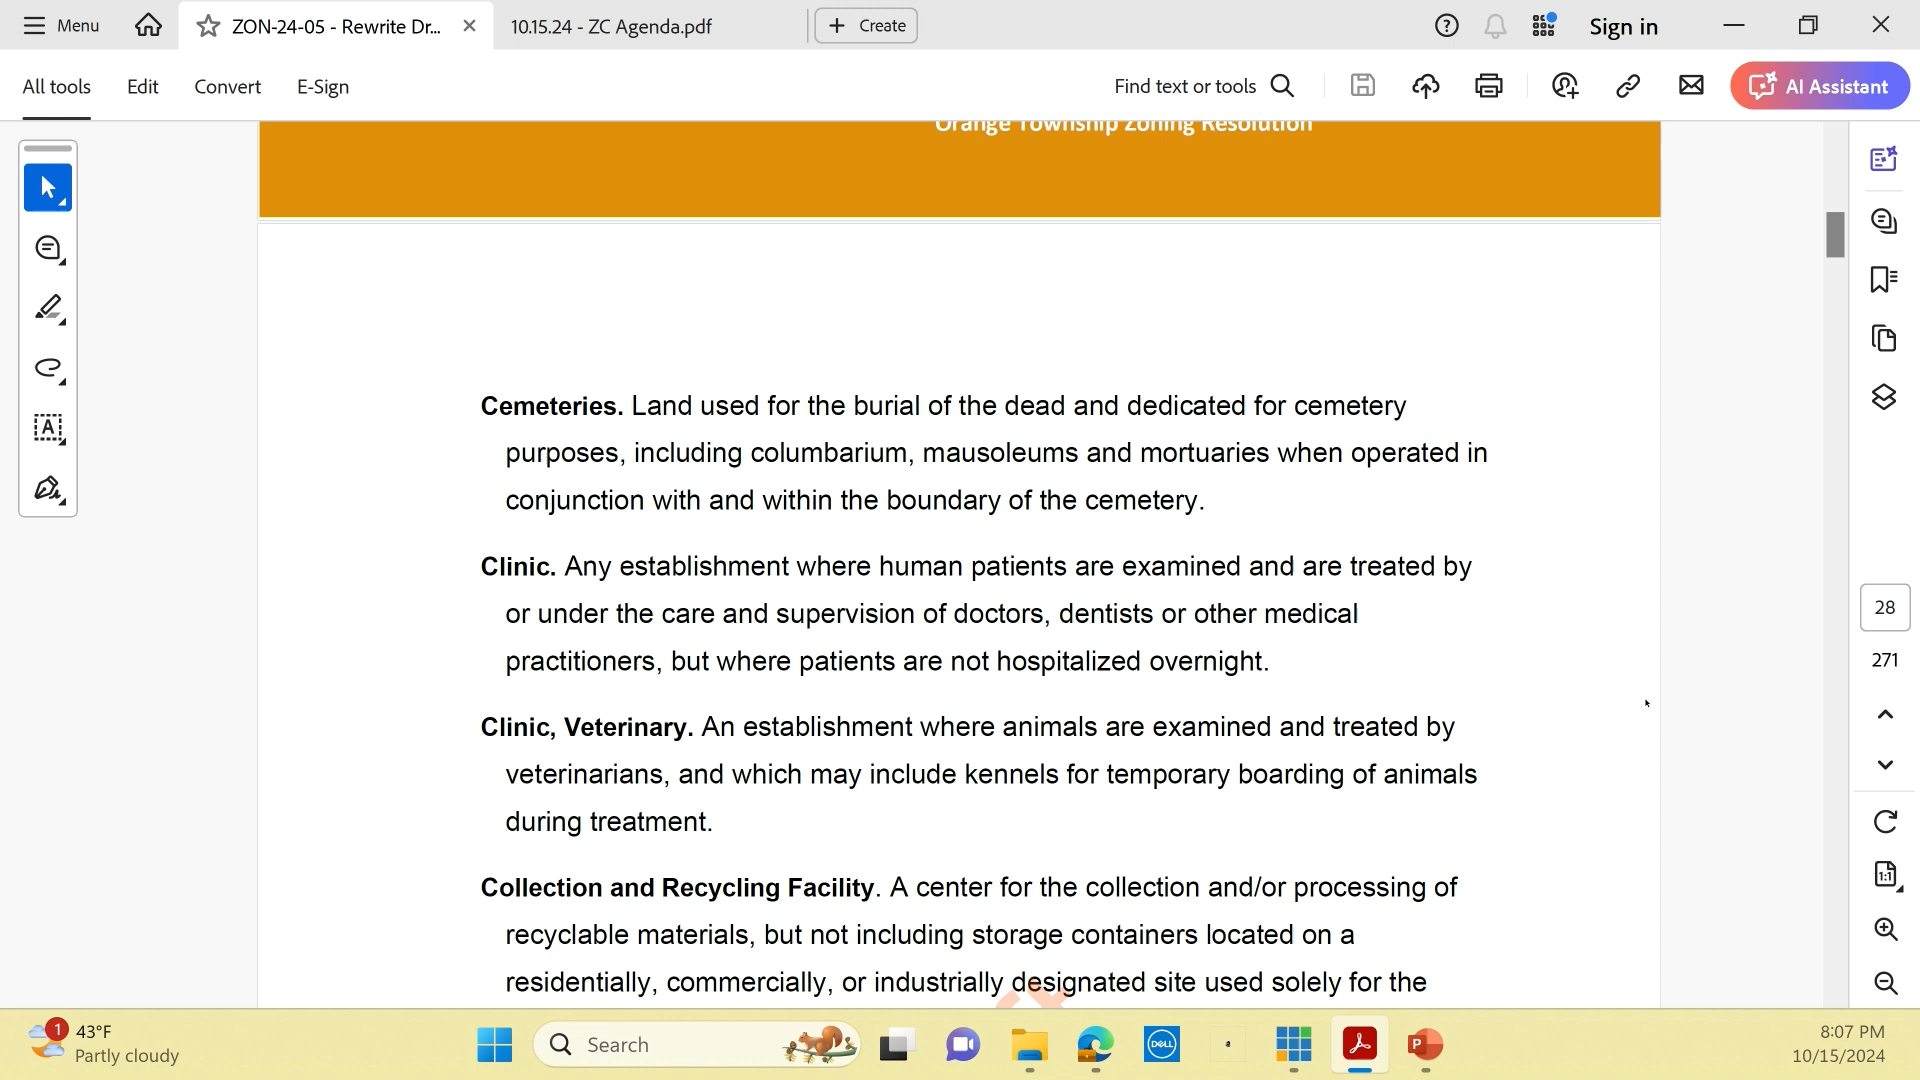 Menu
ZON-24-05 - Rewrite Dr...
10.15.24 - ZC Agenda.pdf
Create
Sign in
All tools
Edit
Convert
E-Sign
Find text or tools
AI Assistant
Orange Township Zoning Resolution
Cemeteries. Land used for the burial of the dead and dedicated for cemetery
purposes, including columbarium, mausoleums and mortuaries when operated in
conjunction with and within the boundary of the cemetery.
Clinic. Any establishment where human patients are examined and are treated by
or under the care and supervision of doctors, dentists or other medical
practitioners, but where patients are not hospitalized overnight.
Clinic, Veterinary. An establishment where animals are examined and treated by
veterinarians, and which may include kennels for temporary boarding of animals
during treatment.
Collection and Recycling Facility. A center for the collection and/or processing of
recyclable materials, but not including storage containers located on a
residentially, commercially, or industrially designated site used solely for the
28
271
1:1
1
43°F
Partly cloudy
Search
DELL
a
P
8:07 PM
10/15/2024